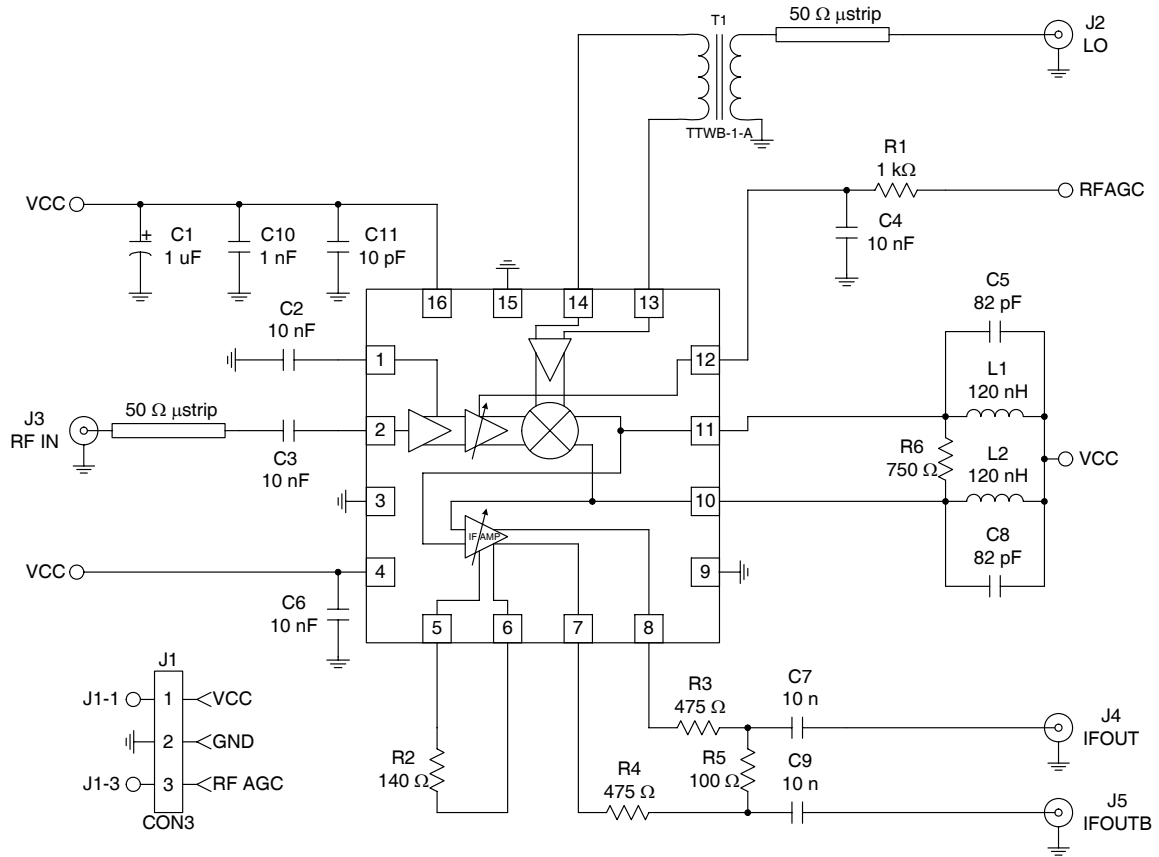 50 Ω µstrip
T1
J2
LO
TTWB-1-A
R1
1 kΩ
RFAGC
VCC
C1
1 uF
+
C10
1 nF
C11
10 pF
C4
10 nF
C5
82 pF
16
15
14
13
C2
10 nF
1
12
L1
120 nH
J3
RF IN
50 Ω µstrip
C3
10 nF
2
11
R6
750 Ω
L2
120 nH
VCC
3
10
IF AMP
C8
82 pF
VCC
4
9
C6
10 nF
5
6
7
8
J1
J1-1
1
VCC
2
GND
J1-3
3
RF AGC
CON3
R2
140 Ω
R3
475 Ω
C7
10 n
J4
IFOUT
R4
475 Ω
R5
100 Ω
C9
10 n
J5
IFOUTB